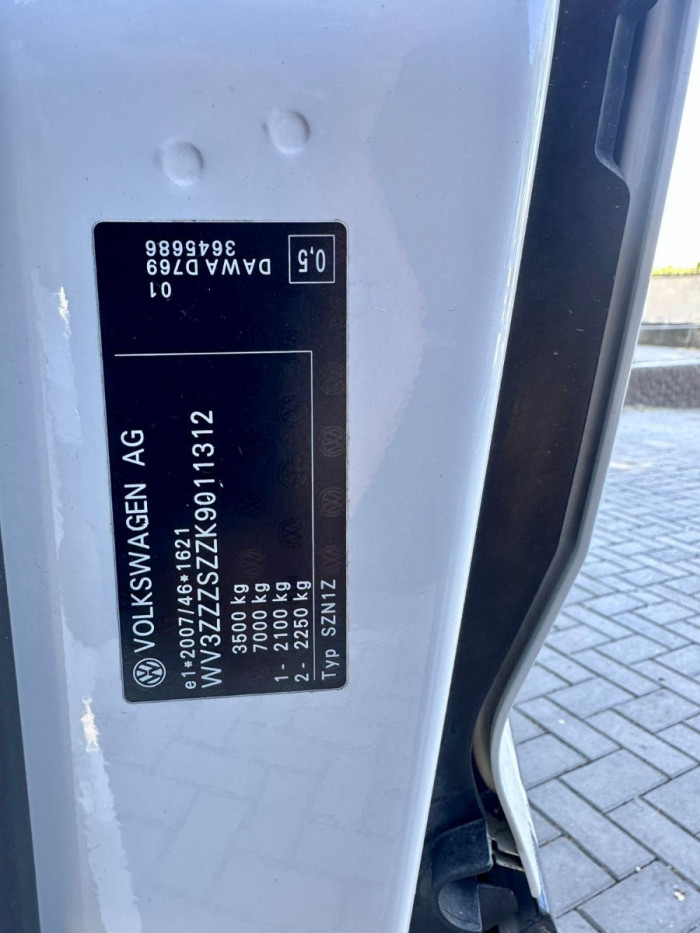 VOLKSWAGEN AG
e1*2007/46*1621
WV3ZZZSZZK9011312
3500 kg
7000 kg
1- 2100 kg
2- 2250 kg
Typ SZN1Z
0,5
DAWA D769
3645686
01